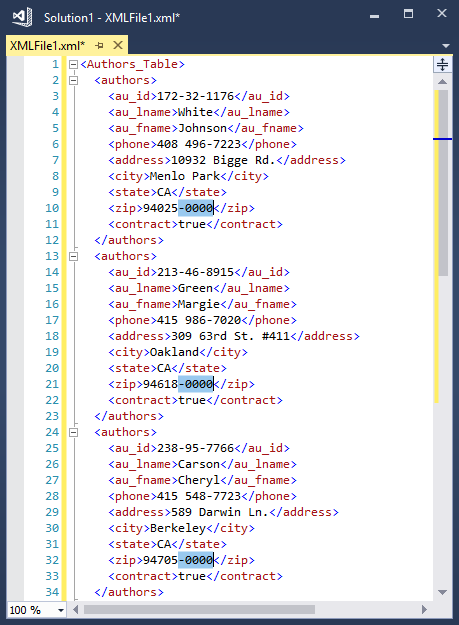 Solution1 - XMLFile1.xml*
XMLFile1.xml*
1 <Authors_Table>
2 <authors>
3 <au_id>172-32-1176</au_id>
4 <au_lname>White</au_lname>
5 <au_fname>Johnson</au_fname>
6 <phone>408 496-7223</phone>
7 <address>10932 Bigge Rd.</address>
8 <city>Menlo Park</city>
9 <state>CA</state>
10 <zip>94025-0000</zip>
11 <contract>true</contract>
12 </authors>
13 <authors>
14 <au_id>213-46-8915</au_id>
15 <au_lname>Green</au_lname>
16 <au_fname>Margie</au_fname>
17 <phone>415 986-7020</phone>
18 <address>309 63rd St. #411</address>
19 <city>Oakland</city>
20 <state>CA</state>
21 <zip>94618-0000</zip>
22 <contract>true</contract>
23 </authors>
24 <authors>
25 <au_id>238-95-7766</au_id>
26 <au_lname>Carson</au_lname>
27 <au_fname>Cheryl</au_fname>
28 <phone>415 548-7723</phone>
29 <address>589 Darwin Ln.</address>
30 <city>Berkeley</city>
31 <state>CA</state>
32 <zip>94705-0000</zip>
33 <contract>true</contract>
34 </authors>
100 %